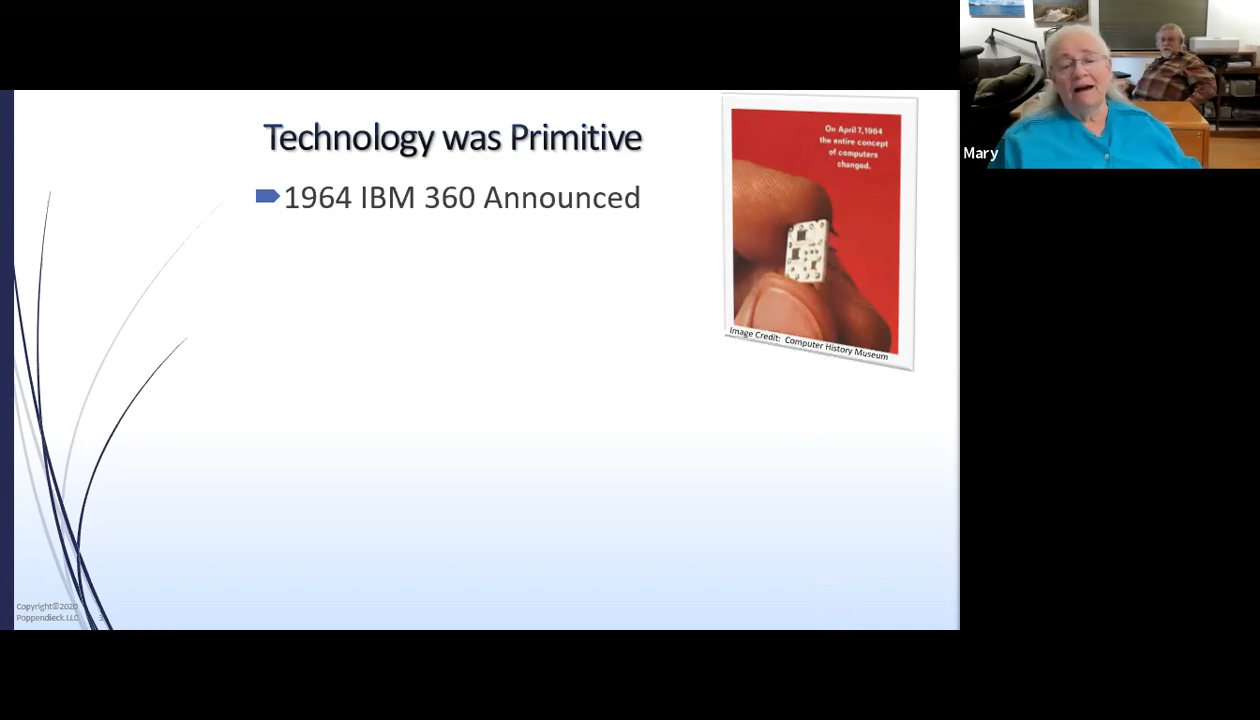 Technology was Primitive
1964 IBM 360 Announced
On April 7, 1964
the entire concept
of computers
changed.
Image Credit: Computer History Museum
Mary
Copyright©2020
Poppendieck.LLC
3